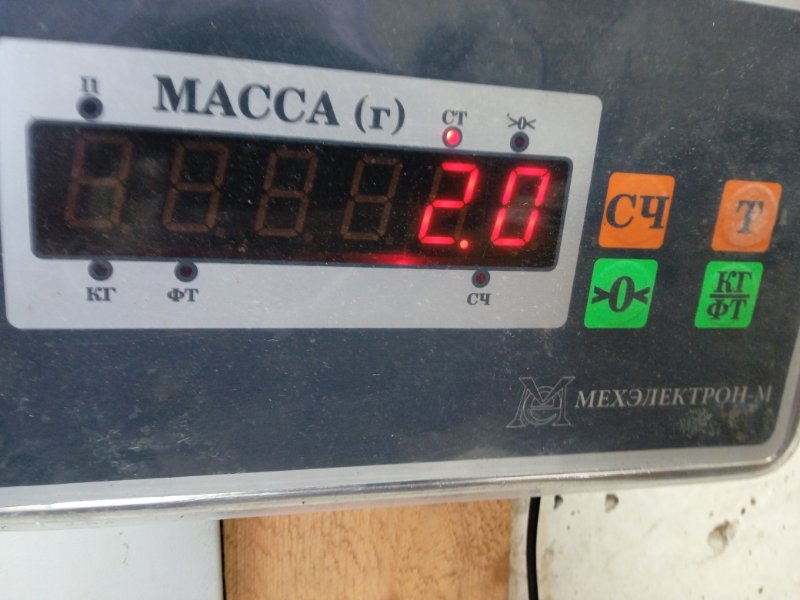 П
МАССА (г)
СТ
>0<
2.0
КГ
ФТ
СЧ
СЧ
Т
>0<
КГ
ФТ
МЕХЭЛЕКТРОН-М